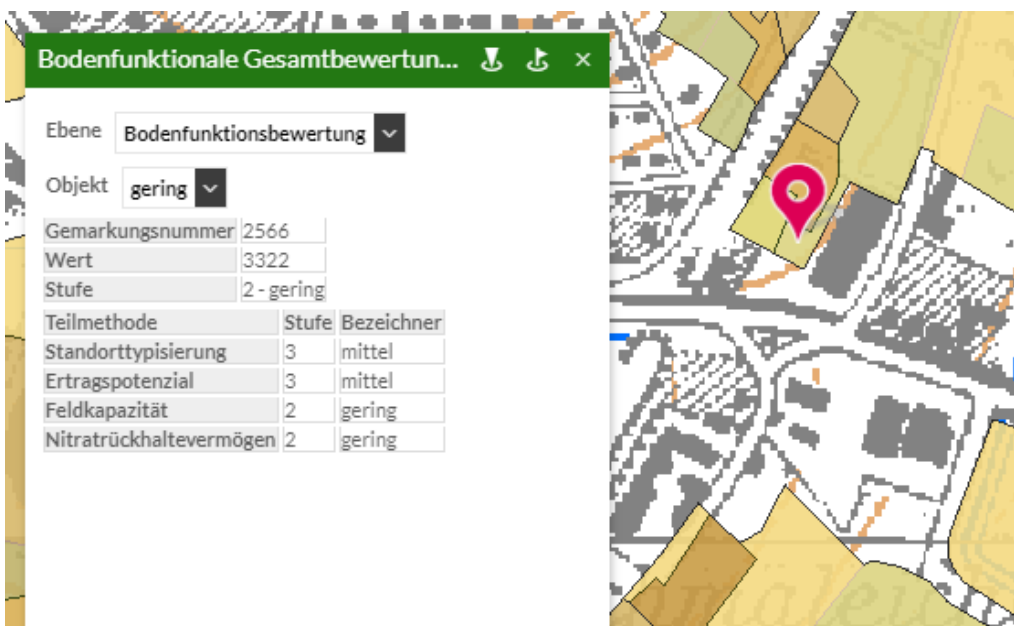 Bodenfunktionale Gesamtbewertun...
Ebene Bodenfunktionsbewertung
Objekt gering
Gemarkungsnummer 2566
Wert 3322
Stufe 2 - gering
Teilmethode Stufe Bezeichner
Standorttypisierung 3 mittel
Ertragspotenzial 3 mittel
Feldkapazität 2 gering
Nitratrückhaltevermögen 2 gering